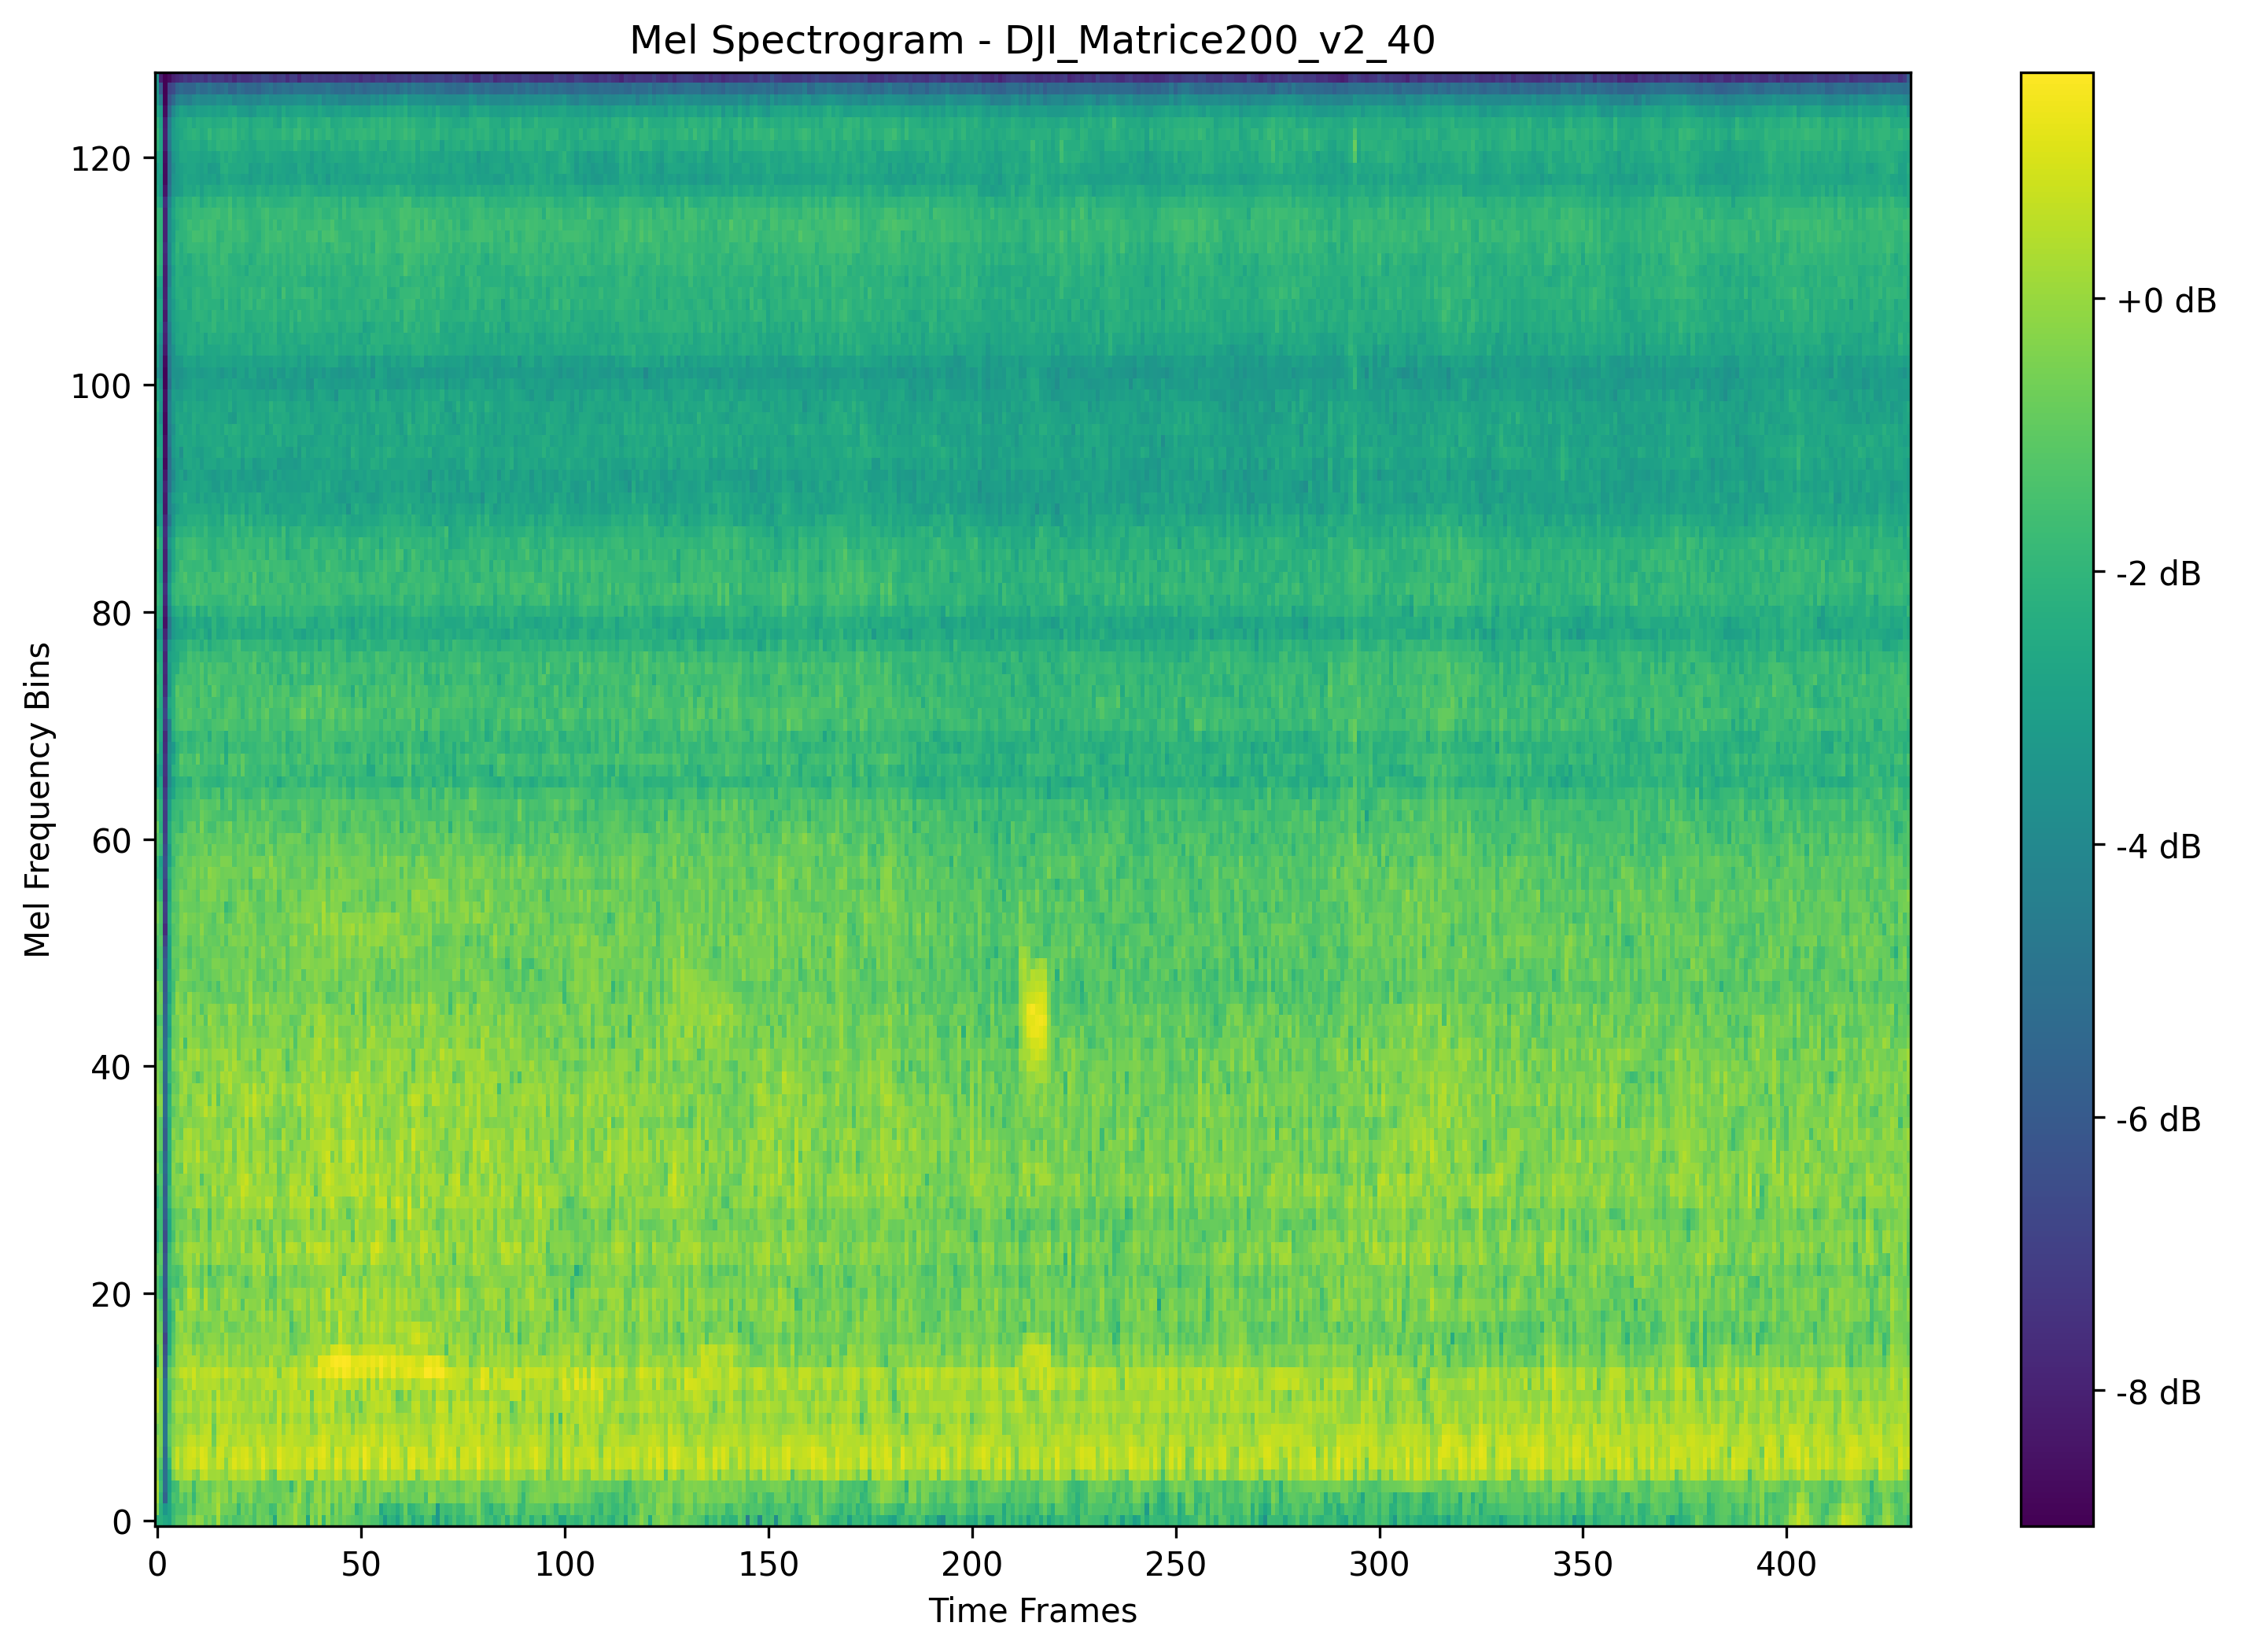 Mel Spectrogram - DJI_Matrice200_v2_40
Mel Frequency Bins
120
100
80
60
40
20
0
0 50 100 150 200 250 300 350 400
Time Frames
+0 dB
-2 dB
-4 dB
-6 dB
-8 dB